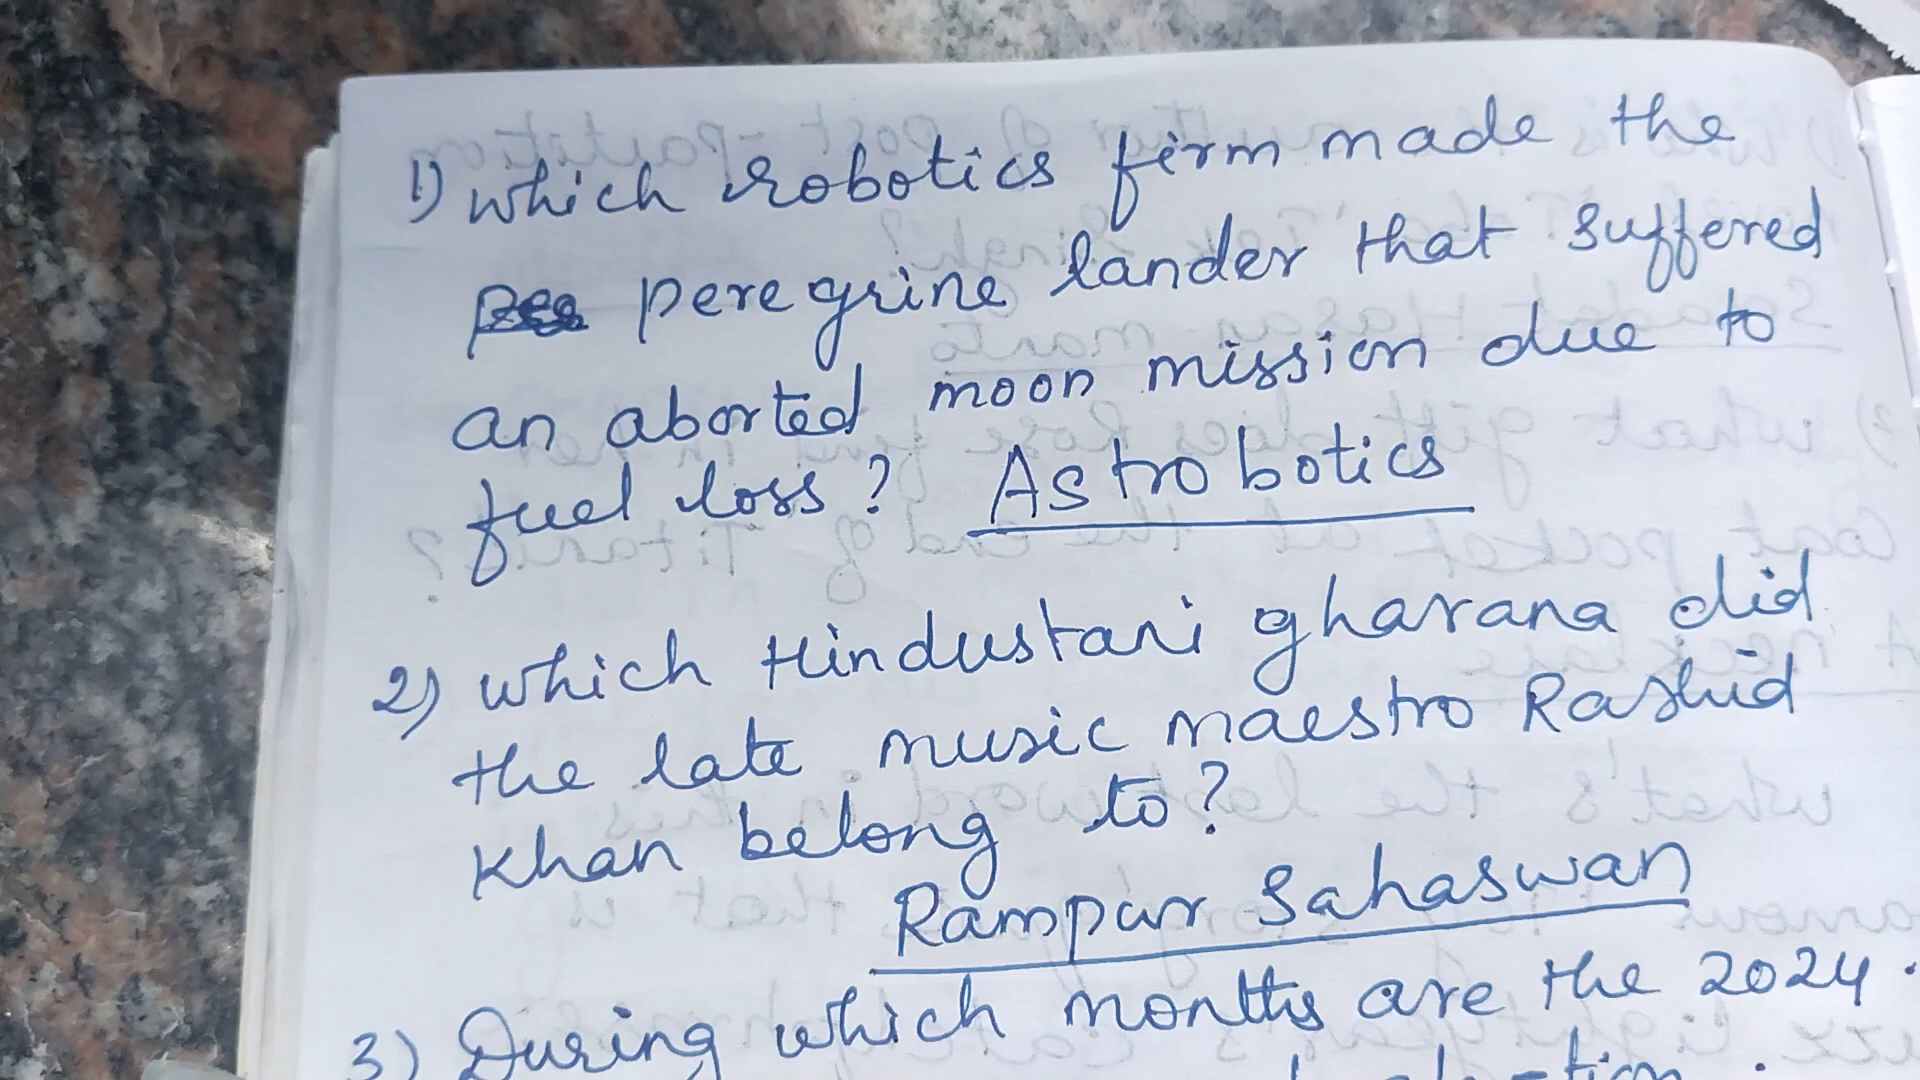 1) which robotics firm made the
peregrine lander that suffered
an aborted moon mission due to
fuel loss? Astrobotics
2) which Hindustani gharana did
the late music maestro Rashid
Khan belong to?
Rampur Sahaswan
3) During which months are the 2024